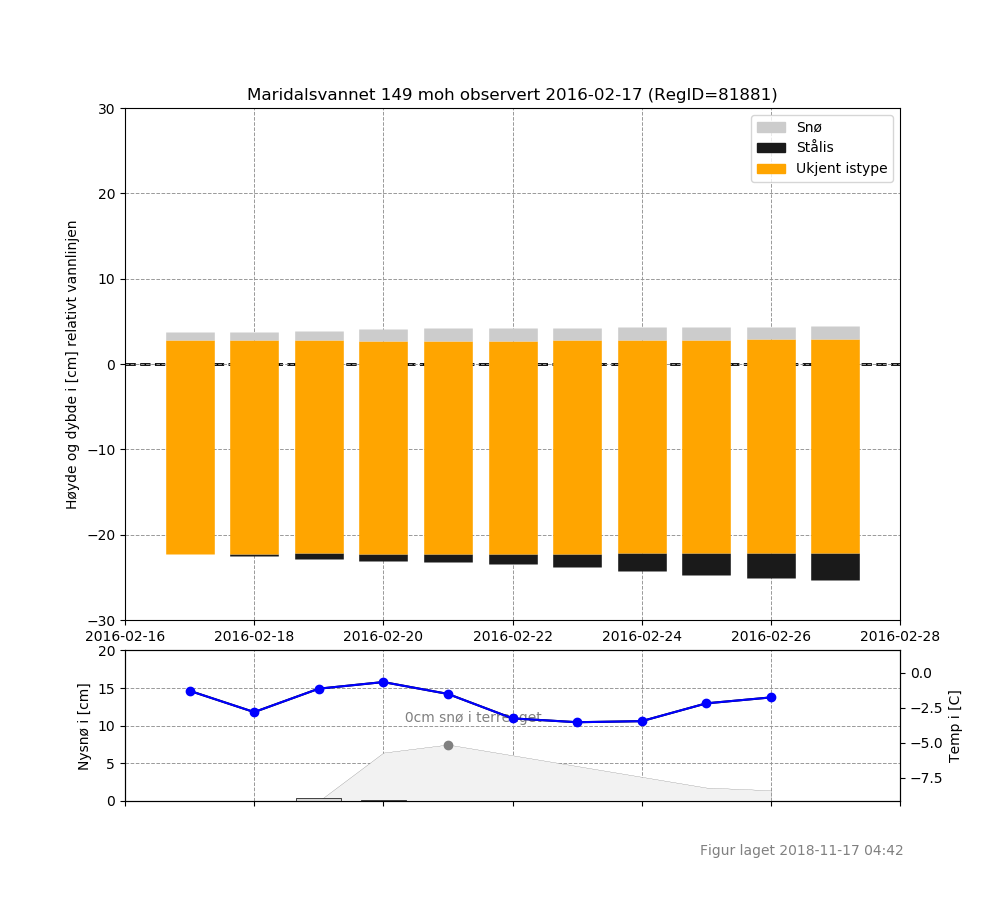 Maridalsvannet 149 moh observert 2016-02-17 (RegID=81881)
Snø
Stålis
Ukjent istype
Høyde og dybde i [cm] relativt vannlinjen
30
20
10
0
−10
−20
−30
2016-02-16 2016-02-18 2016-02-20 2016-02-22 2016-02-24 2016-02-26 2016-02-28
Nysnø i [cm]
20
15
10
5
0
0cm snø i terrenget
0.0
−2.5
−5.0
−7.5
Temp i [C]
Figur laget 2018-11-17 04:42